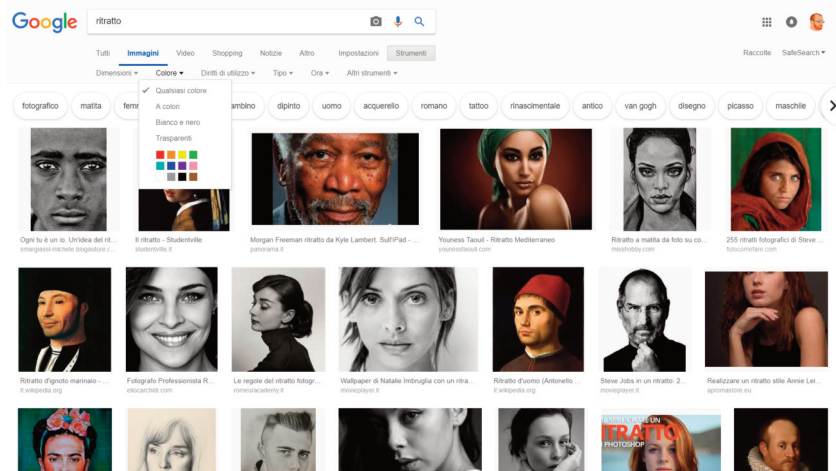 Google
ritratto
Tutti Immagini Video Shopping Notizie Altro Impostazioni Strumenti
Raccolte SafeSearch
Dimensioni Colore Diritti di utilizzo Tipo Ora Altri strumenti
Qualsiasi colore
A colori
Bianco e nero
Trasparenti
fotografico matita femm ambino dipinto uomo acquerello romano tattoo rinascimentale antico van gogh disegno picasso maschile
Ogni tu è un io. Un'idea del rit... Il ritratto - Studentville Morgan Freeman ritratto da Kyle Lambert. Sull'iPad - ... Youness Taouil - Ritratto Mediterraneo Ritratto a matita da foto su co... 255 ritratti fotografici di Steve ...
smargiassi-michele.blogautore.r... studentville.it panorama.it younesstaouil.com misshobby.com fotocomefare.com
Ritratto d'ignoto marinaio - ... Fotografo Professionista R... Le regole del ritratto fotogr... Wallpaper di Natalie Imbruglia con un ritra... Ritratto d'uomo (Antonello ... Steve Jobs in un ritratto: 2... Realizzare un ritratto stile Annie Lei...
it.wikipedia.org eliocarchidi.com romeuracademy.it movieplayer.it it.wikipedia.org movieplayer.it apromastore.eu
RITRATTO
PHOTOSHOP